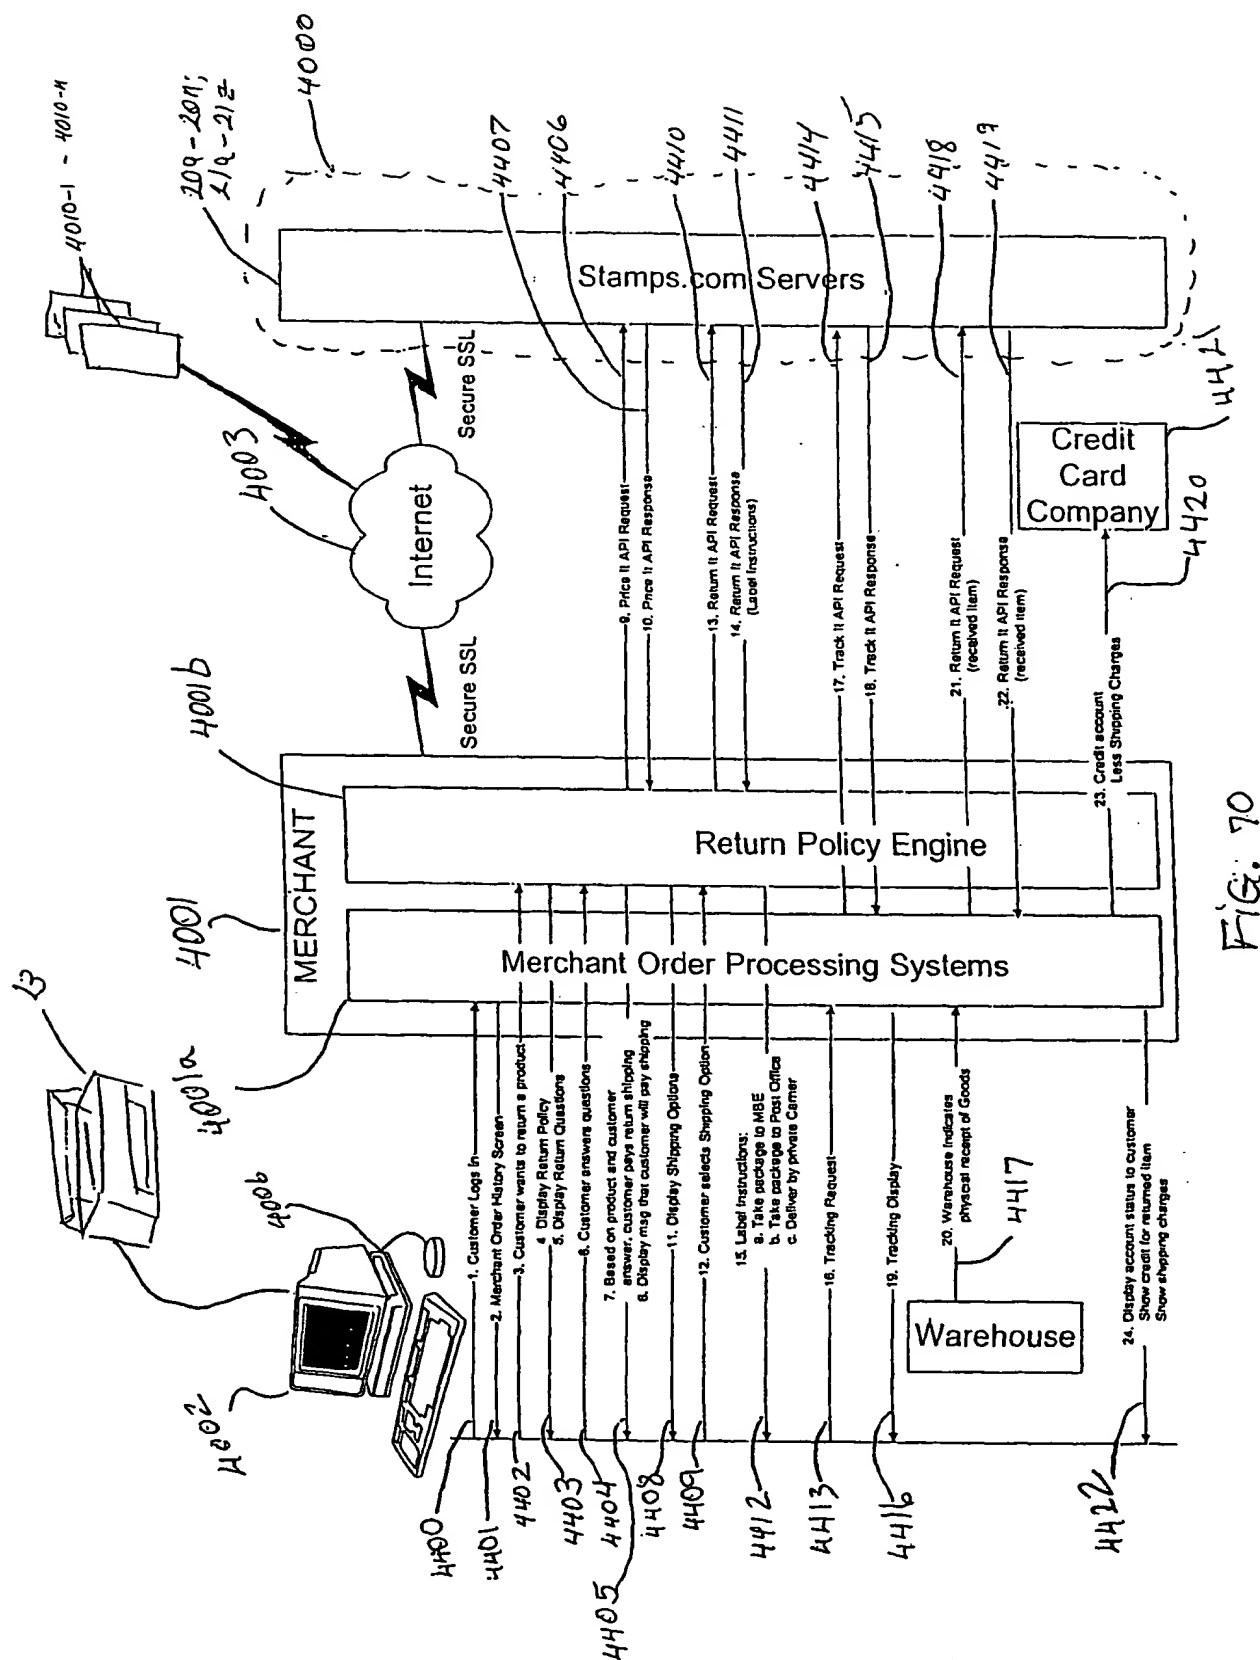 23
4002
4006
4001a
4001
4001b
4003
4010-1 - 4010-n
20a-20n;
21a-21z
4000
MERCHANT
Merchant Order Processing Systems
Return Policy Engine
Secure SSL
Internet
Secure SSL
Stamps.com Servers
4400
1. Customer Logs In
4401
2. Merchant Order History Screen
4402
3. Customer wants to return a product
4403
4 Display Return Policy
5. Display Return Questions
4404
6. Customer answers questions
4405
7. Based on product and customer
answer, customer pays return shipping
8. Display msg that customer will pay shipping
9. Price It API Request
4406
10. Price It API Response
4407
4408
11. Display Shipping Options
4409
12. Customer selects Shipping Option
13. Return It API Request
4410
14. Return It API Response
(Label Instructions)
4411
4412
15. Label Instructions:
a. Take package to MBE
b. Take package to Post Office
c. Deliver by private Carrier
4413
16. Tracking Request
17. Track It API Request
4414
18. Track It API Response
4415
4416
19. Tracking Display
Warehouse
4417
20. Warehouse Indicates
physical receipt of Goods
21. Return It API Request
(received item)
4418
22. Return It API Response
(received item)
4419
23. Credit account
Less Shipping Charges
4420
Credit
Card
Company
4421
4422
24. Display account status to customer
Show credit for returned item
Show shipping charges
FIG. 70